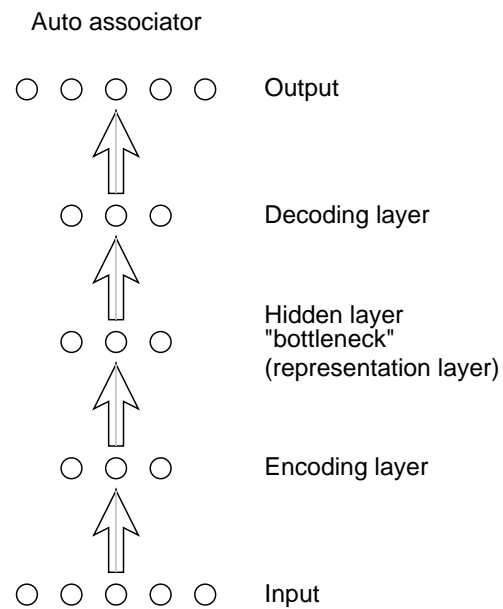 Auto associator
Output
Decoding layer
Hidden layer
"bottleneck"
(representation layer)
Encoding layer
Input